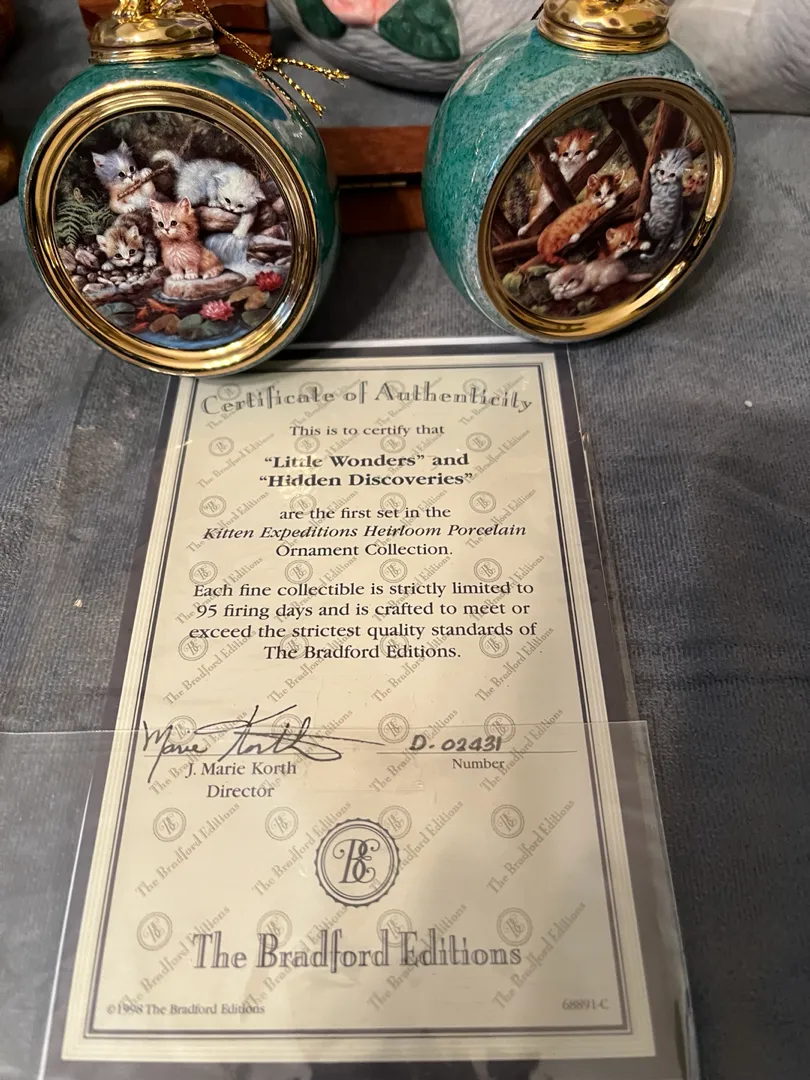 Certificate of Authenticity
This is to certify that
“Little Wonders” and
“Hidden Discoveries”
are the first set in the
Kitten Expeditions Heirloom Porcelain
Ornament Collection.
Each fine collectible is strictly limited to
95 firing days and is crafted to meet or
exceed the strictest quality standards of
The Bradford Editions.
Marie Korth
D-02431
J. Marie Korth
Number
Director
BE
The Bradford Editions
©1998 The Bradford Editions
68891-C